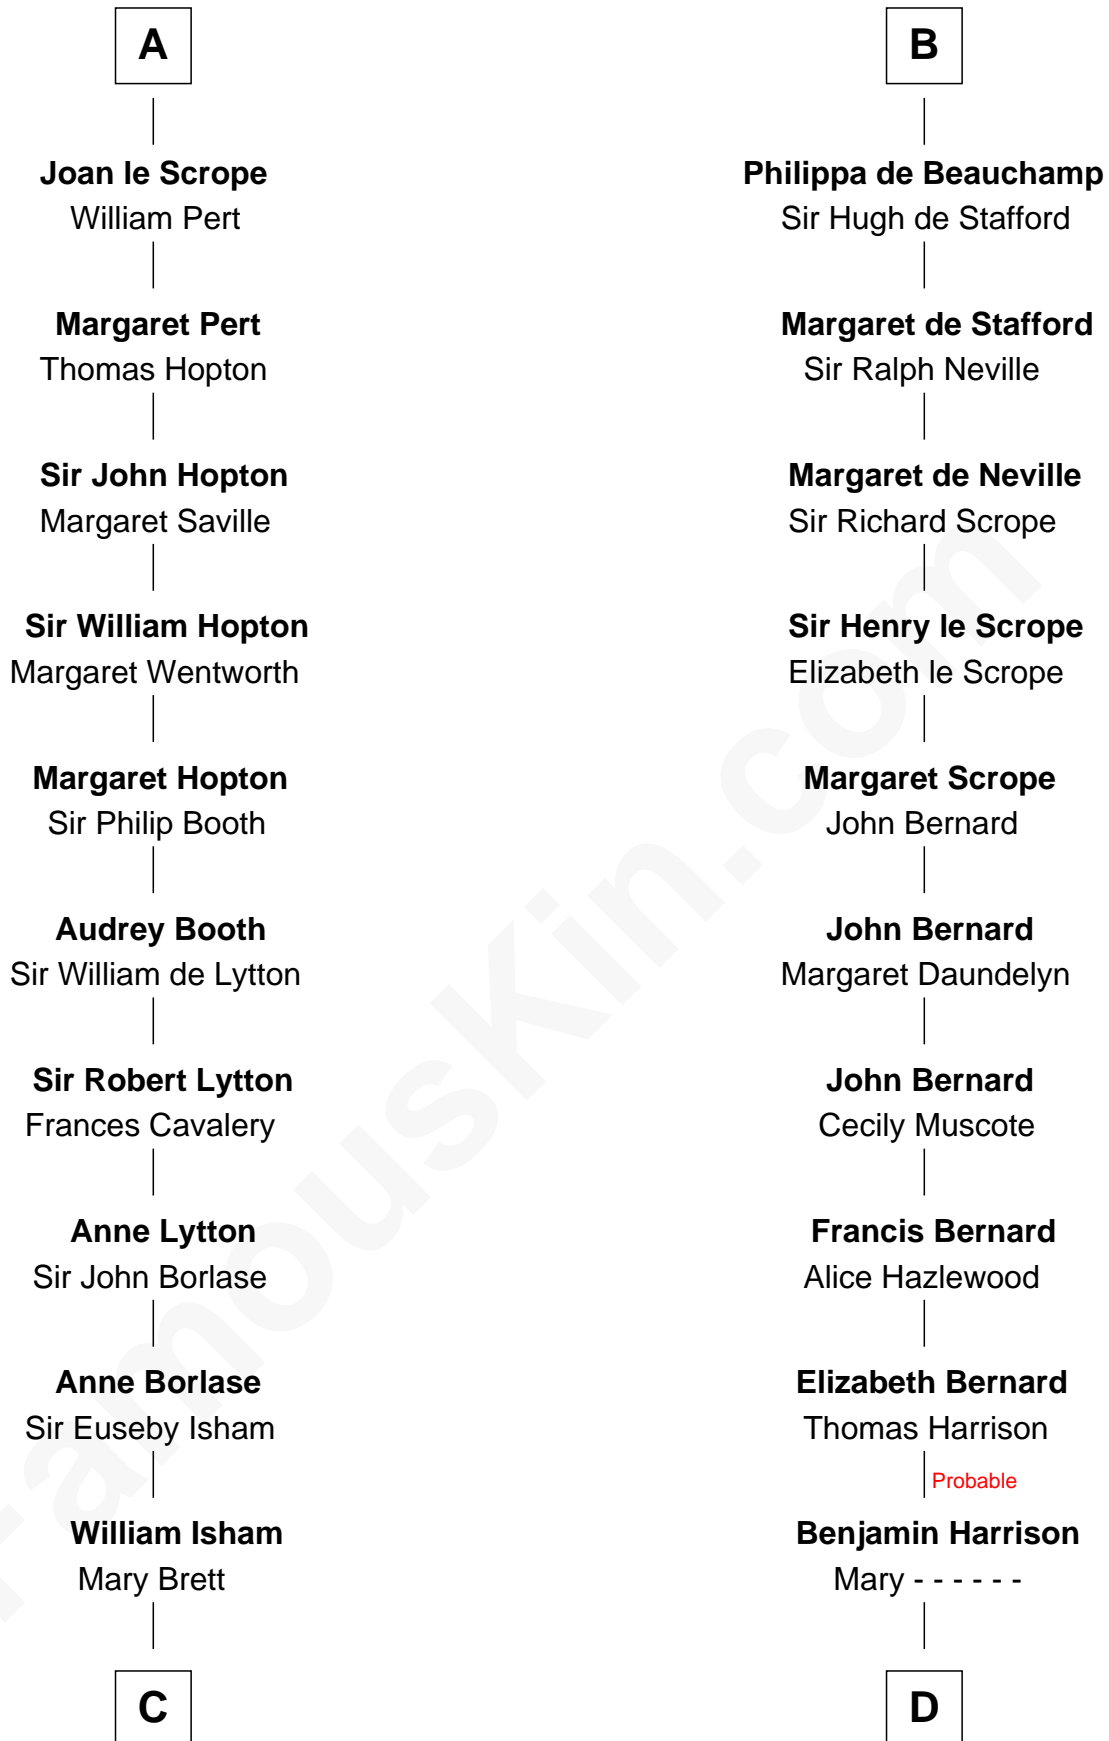 A
Joan le Scrope
William Pert
Margaret Pert
Thomas Hopton
Sir John Hopton
Margaret Saville
Sir William Hopton
Margaret Wentworth
Margaret Hopton
Sir Philip Booth
Audrey Booth
Sir William de Lytton
Sir Robert Lytton
Frances Cavalery
Anne Lytton
Sir John Borlase
Anne Borlase
Sir Euseby Isham
William Isham
Mary Brett
C
B
Philippa de Beauchamp
Sir Hugh de Stafford
Margaret de Stafford
Sir Ralph Neville
Margaret de Neville
Sir Richard Scrope
Sir Henry le Scrope
Elizabeth le Scrope
Margaret Scrope
John Bernard
John Bernard
Margaret Daundelyn
John Bernard
Cecily Muscote
Francis Bernard
Alice Hazlewood
Elizabeth Bernard
Thomas Harrison
Probable
Benjamin Harrison
Mary - - - - - -
D
FamousKin.com